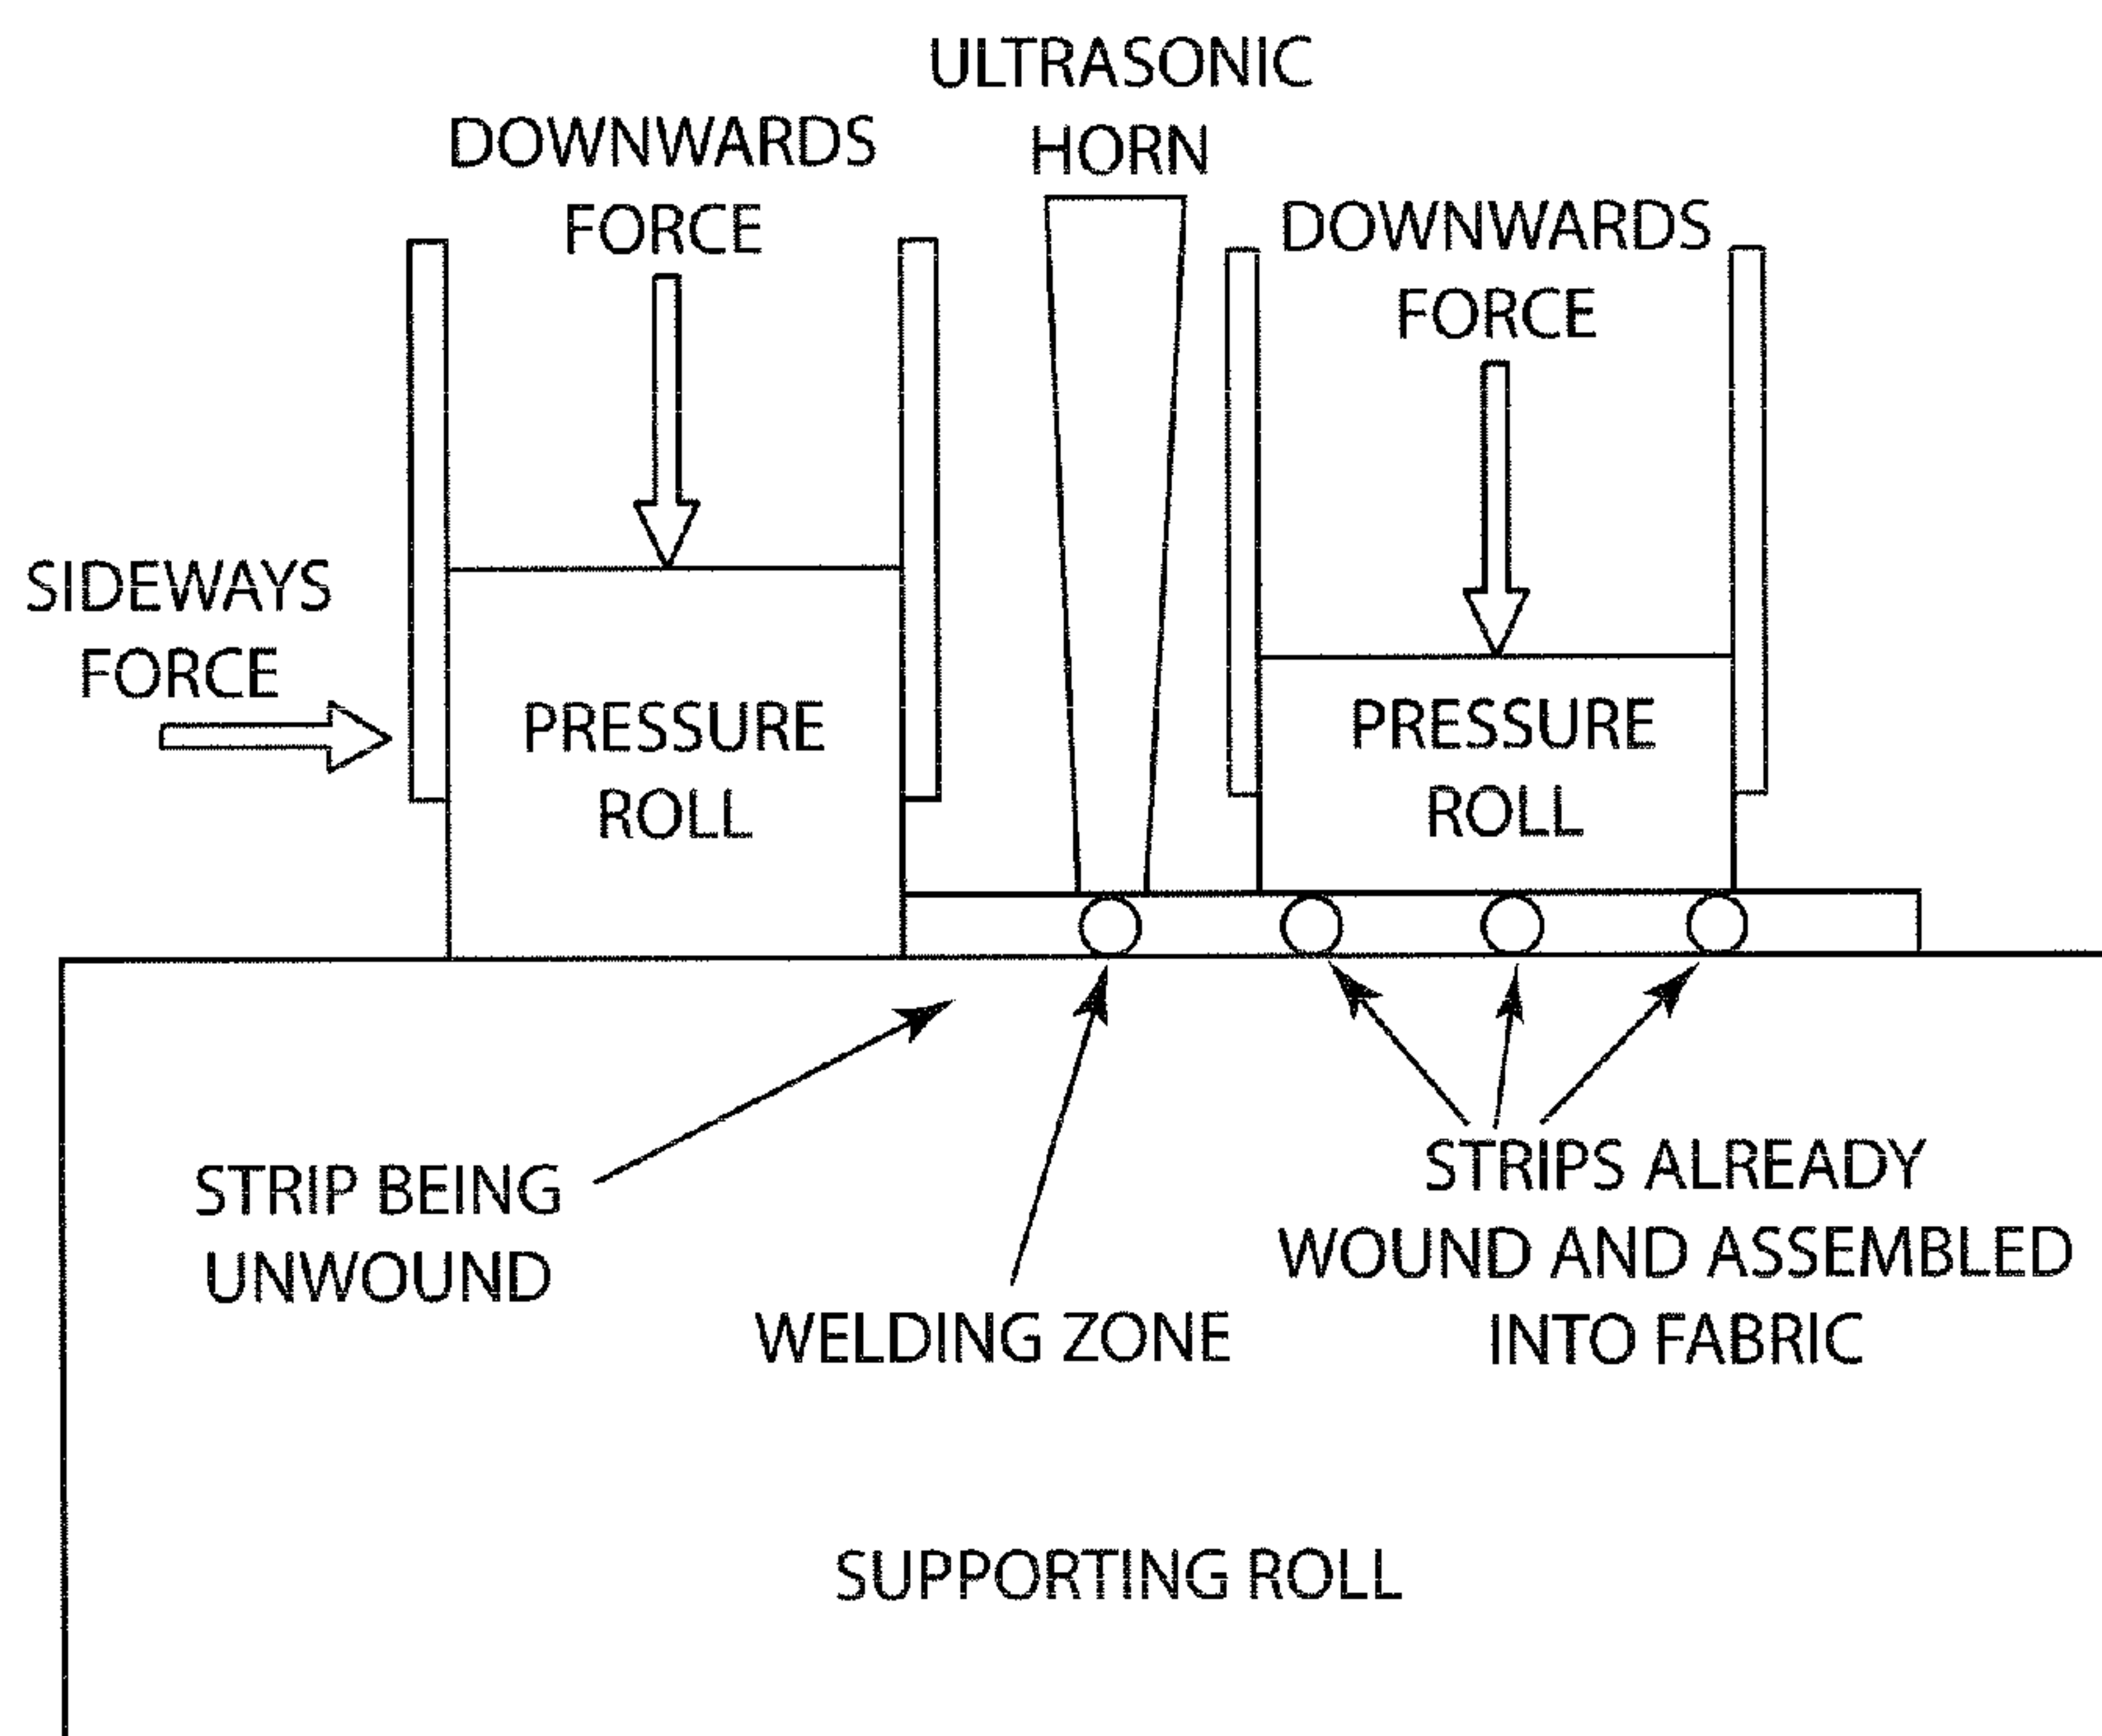 ULTRASONIC
HORN
DOWNWARDS
FORCE
DOWNWARDS
FORCE
SIDEWAYS
FORCE
PRESSURE
ROLL
PRESSURE
ROLL
STRIP BEING
UNWOUND
WELDING ZONE
STRIPS ALREADY
WOUND AND ASSEMBLED
INTO FABRIC
SUPPORTING ROLL